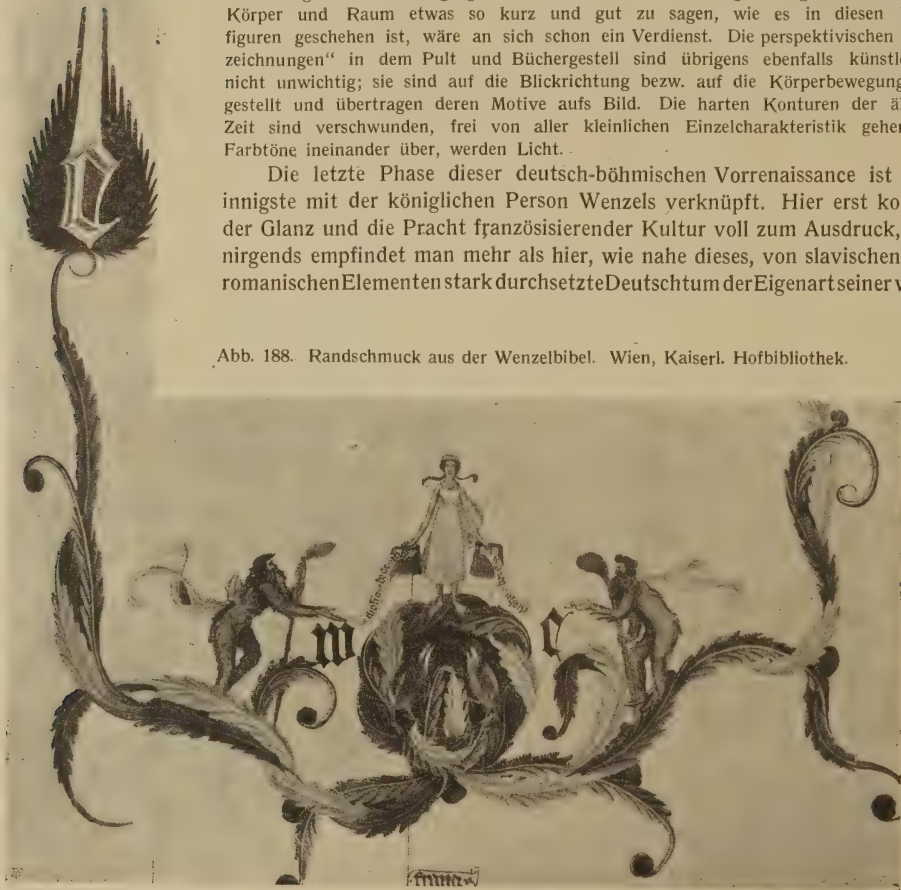 Körper und Raum etwas so kurz und gut zu sagen, wie es in diesen
figuren geschehen ist, wäre an sich schon ein Verdienst. Die perspektivischen
zeichnungen“ in dem Pult und Büchergestell sind übrigens ebenfalls künstl
nicht unwichtig; sie sind auf die Blickrichtung bezw. auf die Körperbewegung
gestellt und übertragen deren Motive aufs Bild. Die harten Konturen der ä
Zeit sind verschwunden, frei von aller kleinlichen Einzelcharakteristik gehe
Farbtöne ineinander über, werden Licht.
Die letzte Phase dieser deutsch-böhmischen Vorrenaissance ist
innigste mit der königlichen Person Wenzels verknüpft. Hier erst ko
der Glanz und die Pracht französisierender Kultur voll zum Ausdruck,
nirgends empfindet man mehr als hier, wie nahe dieses, von slavischen
romanischen Elementen stark durchsetzte Deutschtum der Eigenart seiner
Abb. 188. Randschmuck aus der Wenzelbibel. Wien, Kaiserl. Hofbibliothek.